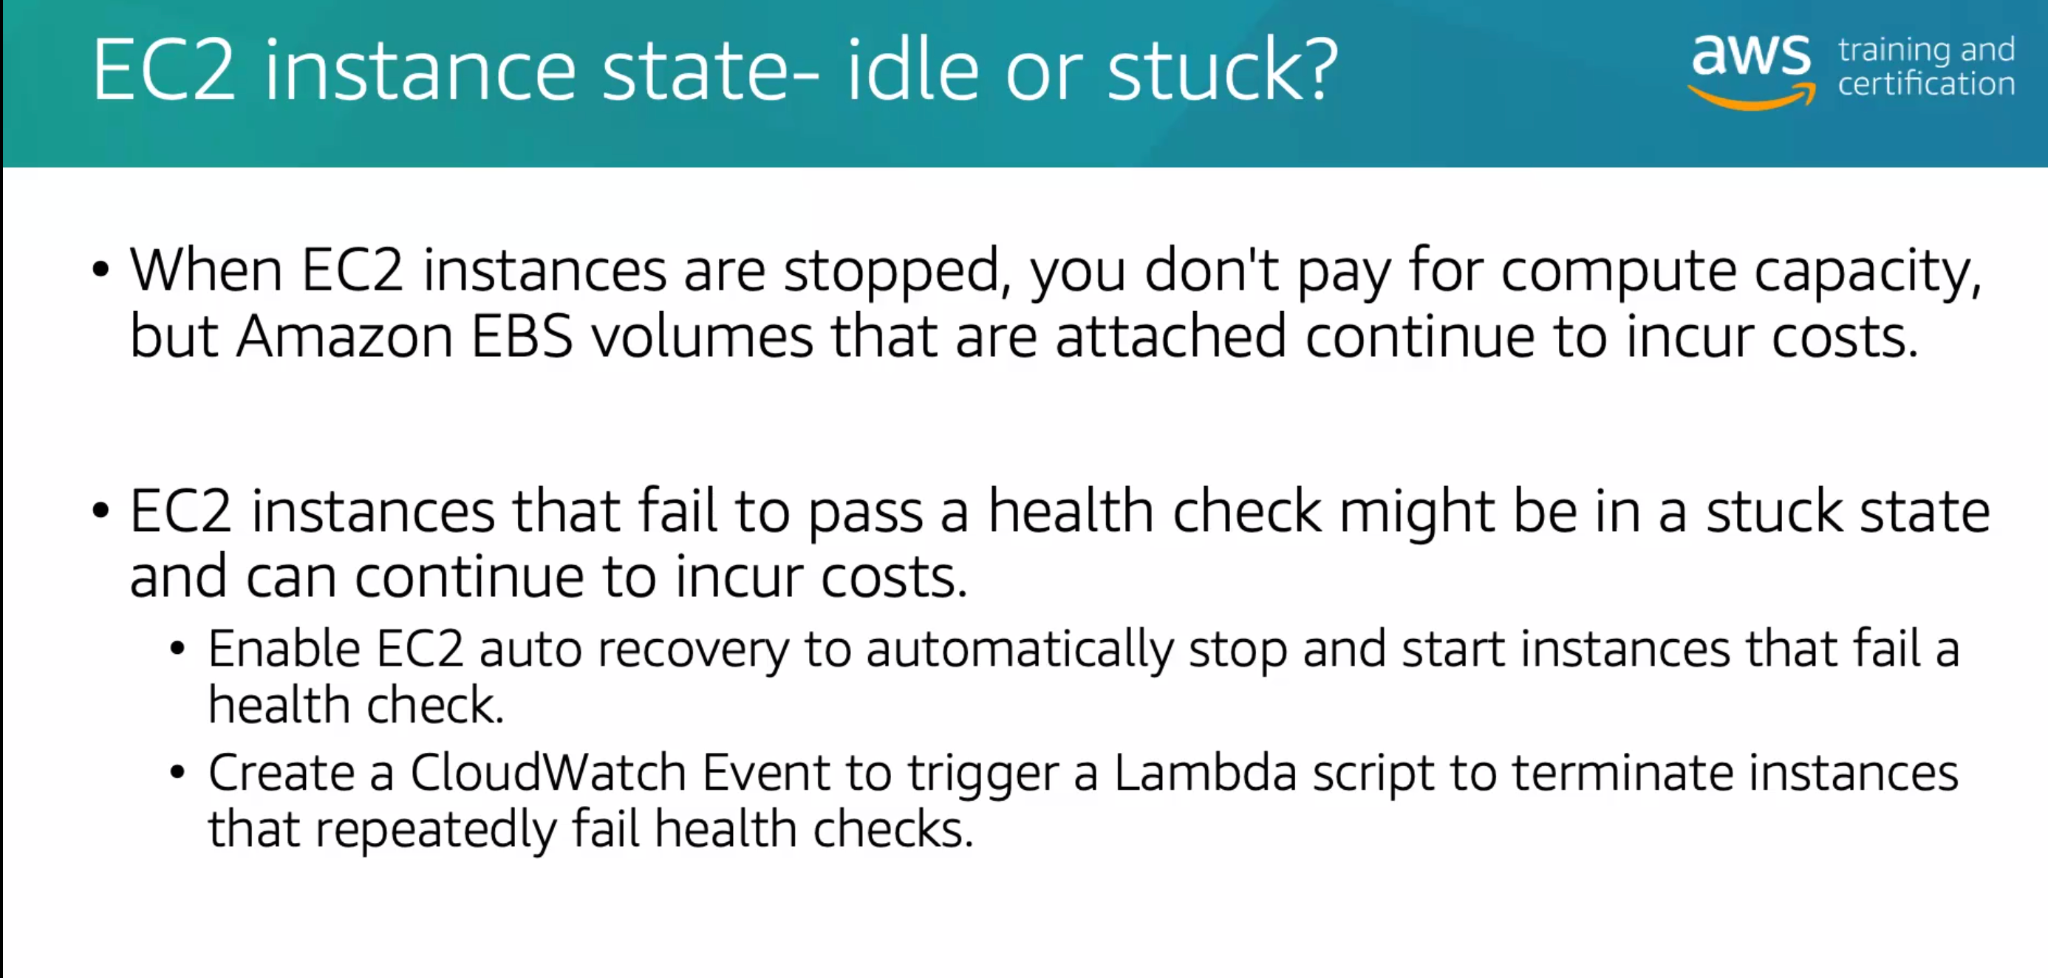 EC2 instance state- idle or stuck?
aws training and
certification
• When EC2 instances are stopped, you don't pay for compute capacity,
but Amazon EBS volumes that are attached continue to incur costs.
• EC2 instances that fail to pass a health check might be in a stuck state
and can continue to incur costs.
• Enable EC2 auto recovery to automatically stop and start instances that fail a
health check.
• Create a CloudWatch Event to trigger a Lambda script to terminate instances
that repeatedly fail health checks.